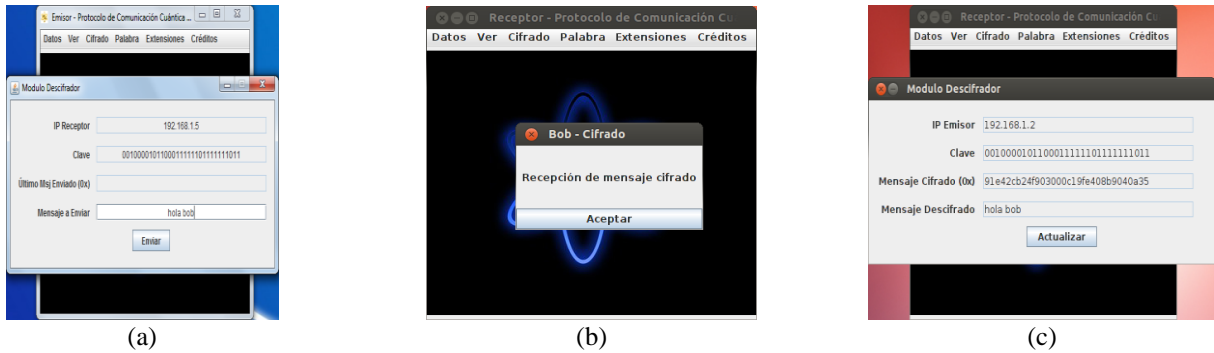 Emisor - Protocolo de Comunicación Cuántica ...
Datos Ver Cifrado Palabra Extensiones Créditos
Modulo Descifrador
IP Receptor 192.168.1.5
Clave 001000010110001111110111111011
Último Msj Enviado (0x)
Mensaje a Enviar hola bob
Enviar
(a)
Receptor - Protocolo de Comunicación Cu
Datos Ver Cifrado Palabra Extensiones Créditos
Bob - Cifrado
Recepción de mensaje cifrado
Aceptar
(b)
Receptor - Protocolo de Comunicación Cu
Datos Ver Cifrado Palabra Extensiones Créditos
Modulo Descifrador
IP Emisor 192.168.1.2
Clave 001000010110001111110111111011
Mensaje Cifrado (0x) 91e42cb24f903000c19fe408b9040a35
Mensaje Descifrado hola bob
Actualizar
(c)